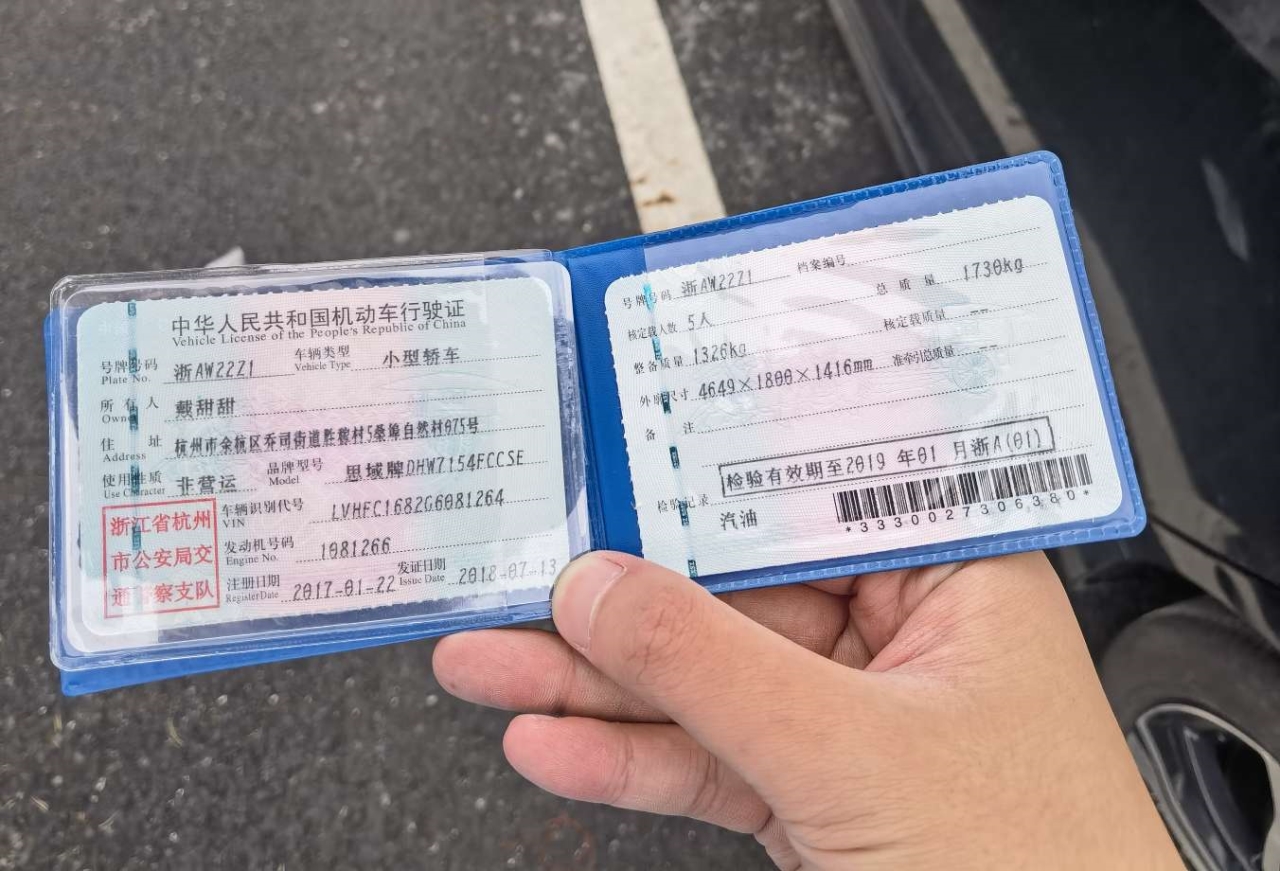 中华人民共和国机动车行驶证
Vehicle License of the People's Republic of China
号牌号码 浙AW22Z1 车辆类型 小型轿车
Plate No. Vehicle Type
所有人 戴甜甜
Owner
住址 杭州市余杭区乔司街道胜稼村5桑埠自然村075号
Address
使用性质 非营运 品牌型号 思域牌DHW7154FCCSE
Use Character Model
浙江省杭州
市公安局交
通警察支队
车辆识别代号 LVHFC1682G6081264
VIN
发动机号码 1081266
Engine No.
注册日期 2017-01-22 发证日期 2018-07-13
Register Date Issue Date
号牌号码 浙AW22Z1 档案编号
核定载人数 5人 总质量 1730kg
整备质量 1326kg 核定载质量 --
外廓尺寸 4649×1800×1416mm 准牵引总质量 --
备注
检验有效期至2019年01月浙A(01)
检验记录
汽油
*3330027306380*